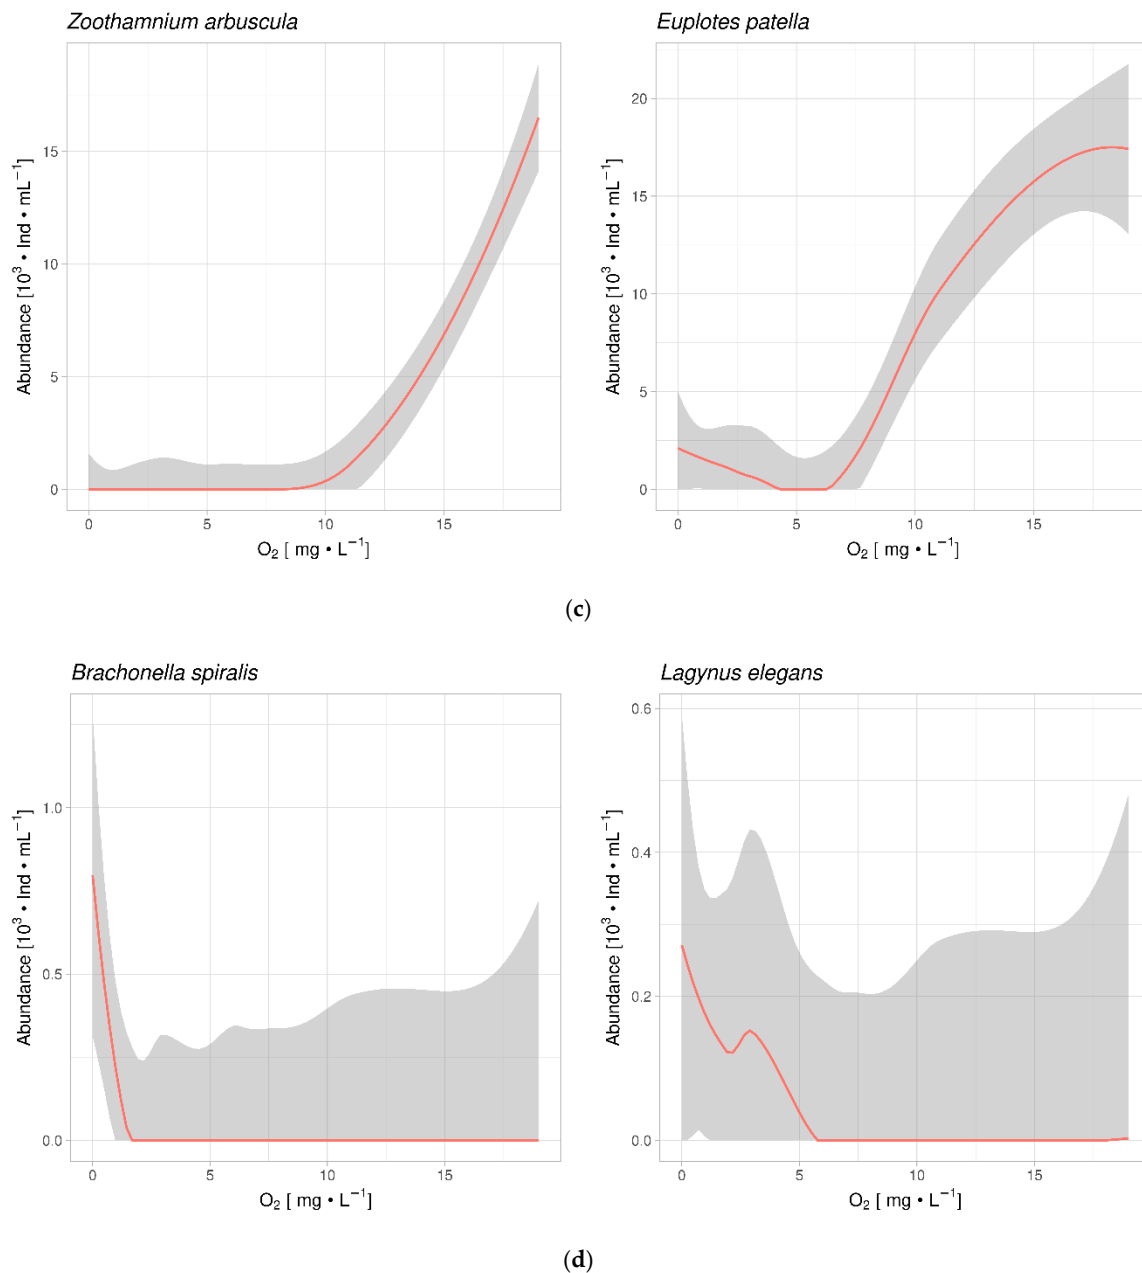 Zoothamnium arbuscula
Euplotes patella
Abundance [10³ • Ind • mL⁻¹]
15
10
5
0
0
5
10
15
O₂ [ mg • L⁻¹]
Abundance [10³ • Ind • mL⁻¹]
20
15
10
5
0
0
5
10
15
O₂ [ mg • L⁻¹]
(c)
Brachonella spiralis
Lagynus elegans
Abundance [10³ • Ind • mL⁻¹]
1.0
0.5
0.0
0
5
10
15
O₂ [ mg • L⁻¹]
Abundance [10³ • Ind • mL⁻¹]
0.6
0.4
0.2
0.0
0
5
10
15
O₂ [ mg • L⁻¹]
(d)